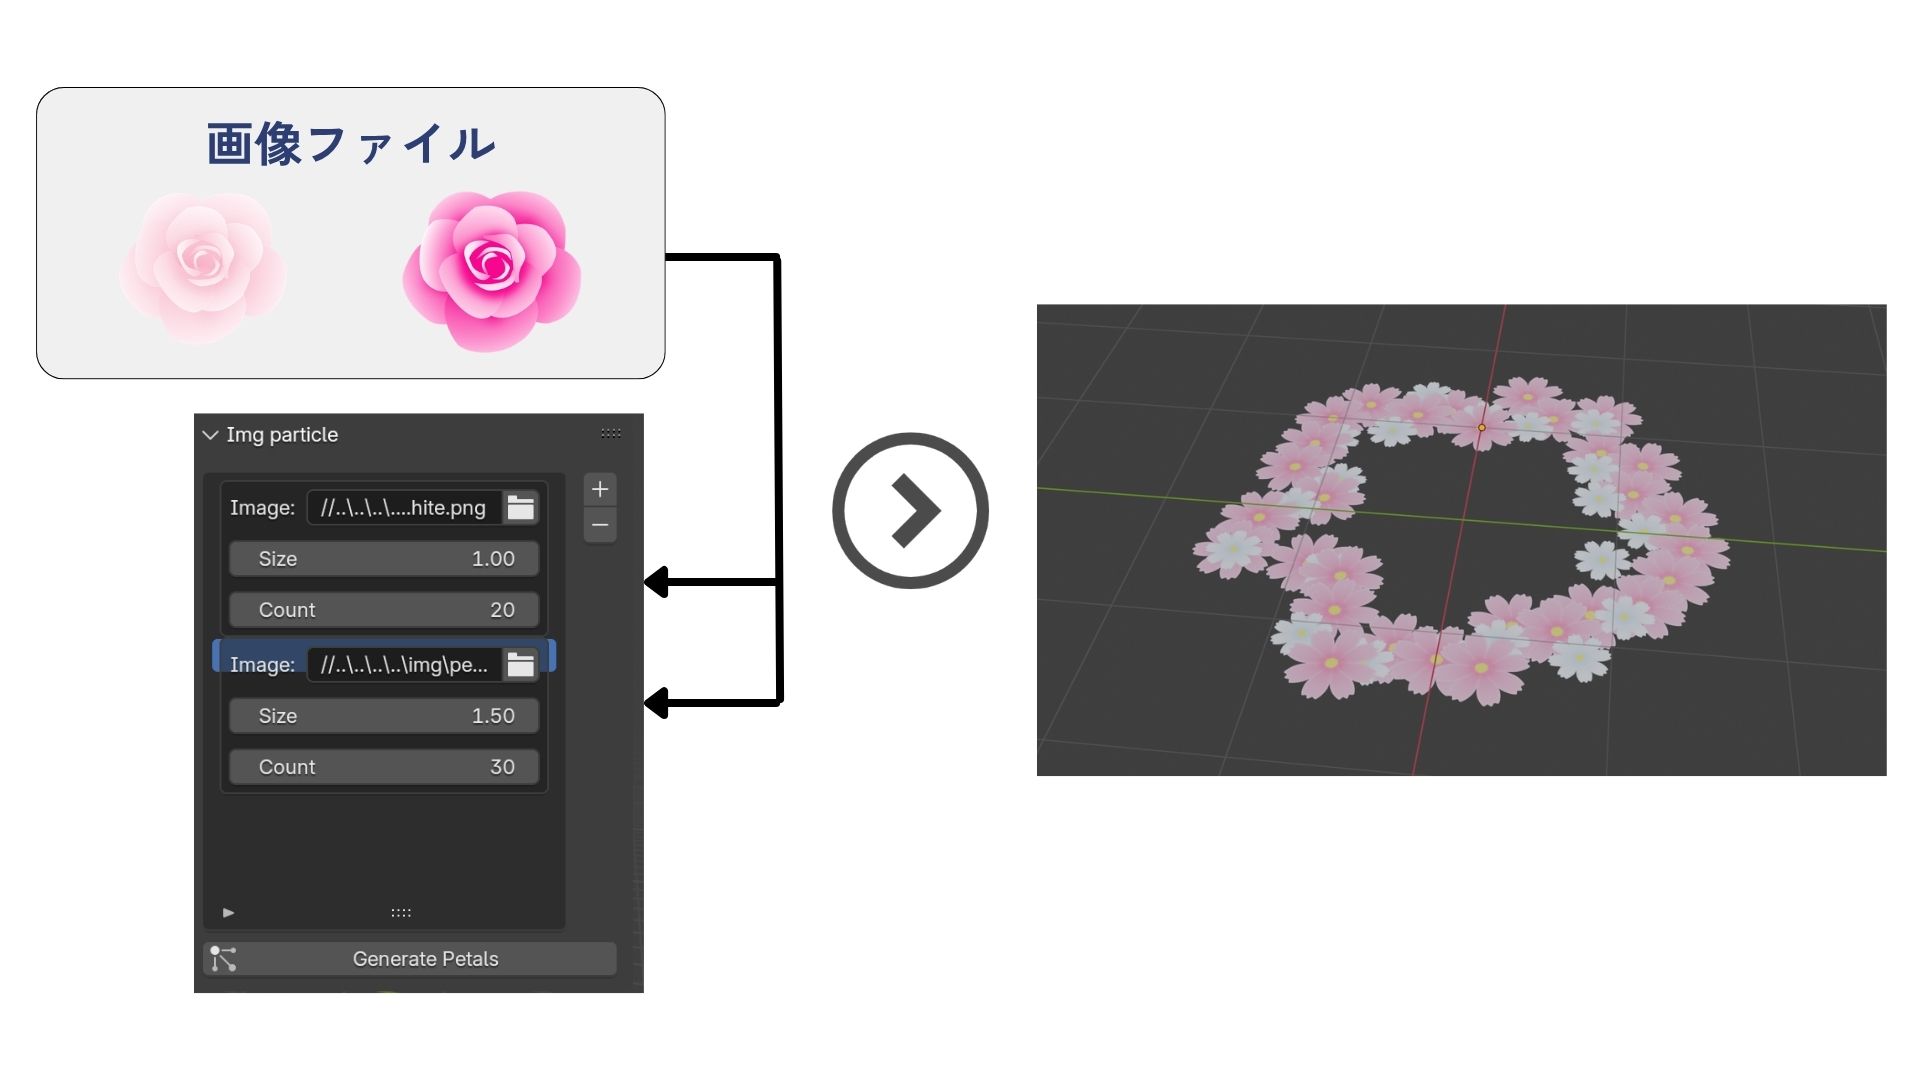 画像ファイル
Img particle
Image: //..\..\..\....hite.png
Size 1.00
Count 20
Image: //..\..\..\..\img\pe...
Size 1.50
Count 30
Generate Petals